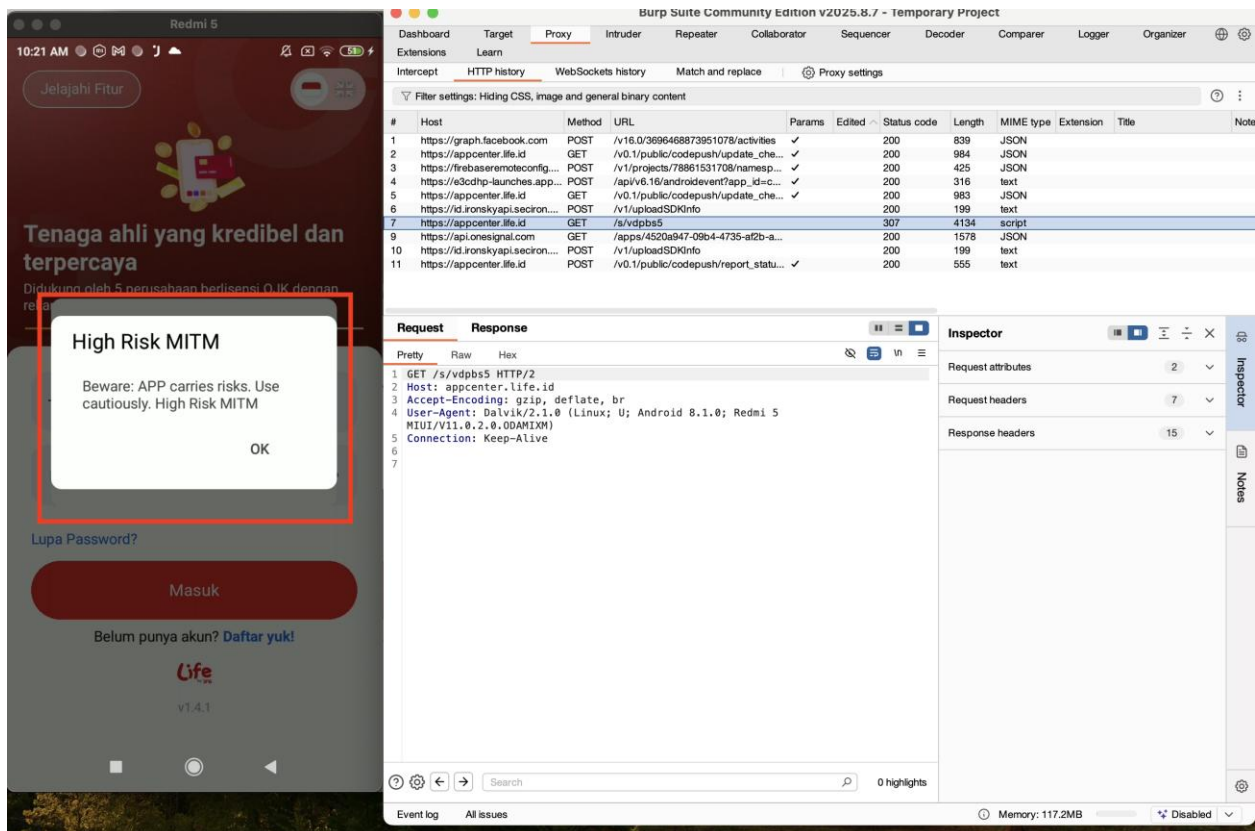 Redmi 5
10:21 AM
Jelajahi Fitur
Tenaga ahli yang kredibel dan
terpercaya
Didukung oleh 5 perusahaan berlisensi OJK dengan
High Risk MITM
Beware: APP carries risks. Use
cautiously. High Risk MITM
OK
Lupa Password?
Masuk
Belum punya akun? Daftar yuk!
Life
v1.4.1
Burp Suite Community Edition v2025.8.7 - Temporary Project
Dashboard Target Proxy Intruder Repeater Collaborator Sequencer Decoder Comparer Logger Organizer
Extensions Learn
Intercept HTTP history WebSockets history Match and replace Proxy settings
Filter settings: Hiding CSS, image and general binary content
# Host Method URL Params Edited Status code Length MIME type Extension Title Note
1 https://graph.facebook.com POST /v16.0/3696468873951078/activities ✓ 200 839 JSON
2 https://appcenter.life.id GET /v0.1/public/codepush/update_che... ✓ 200 984 JSON
3 https://firebaseremoteconfig.... POST /v1/projects/78861531708/namesp... ✓ 200 425 JSON
4 https://e3cdhp-launches.app... POST /api/v6.16/androidevent?app_id=c... ✓ 200 316 text
5 https://appcenter.life.id GET /v0.1/public/codepush/update_che... ✓ 200 983 JSON
6 https://id.ironskyapi.seciron.... POST /v1/uploadSDKInfo 200 199 text
7 https://appcenter.life.id GET /s/vdpbs5 307 4134 script
9 https://api.onesignal.com GET /apps/4520a947-09b4-4735-af2b-a... 200 1578 JSON
10 https://id.ironskyapi.seciron.... POST /v1/uploadSDKInfo 200 199 text
11 https://appcenter.life.id POST /v0.1/public/codepush/report_statu... ✓ 200 555 text
Request Response
Pretty Raw Hex
1 GET /s/vdpbs5 HTTP/2
2 Host: appcenter.life.id
3 Accept-Encoding: gzip, deflate, br
4 User-Agent: Dalvik/2.1.0 (Linux; U; Android 8.1.0; Redmi 5
MIUI/V11.0.2.0.ODAMIXM)
5 Connection: Keep-Alive
6
7
Inspector
Request attributes 2
Request headers 7
Response headers 15
Inspector
Notes
Search
0 highlights
Event log All issues
Memory: 117.2MB
Disabled